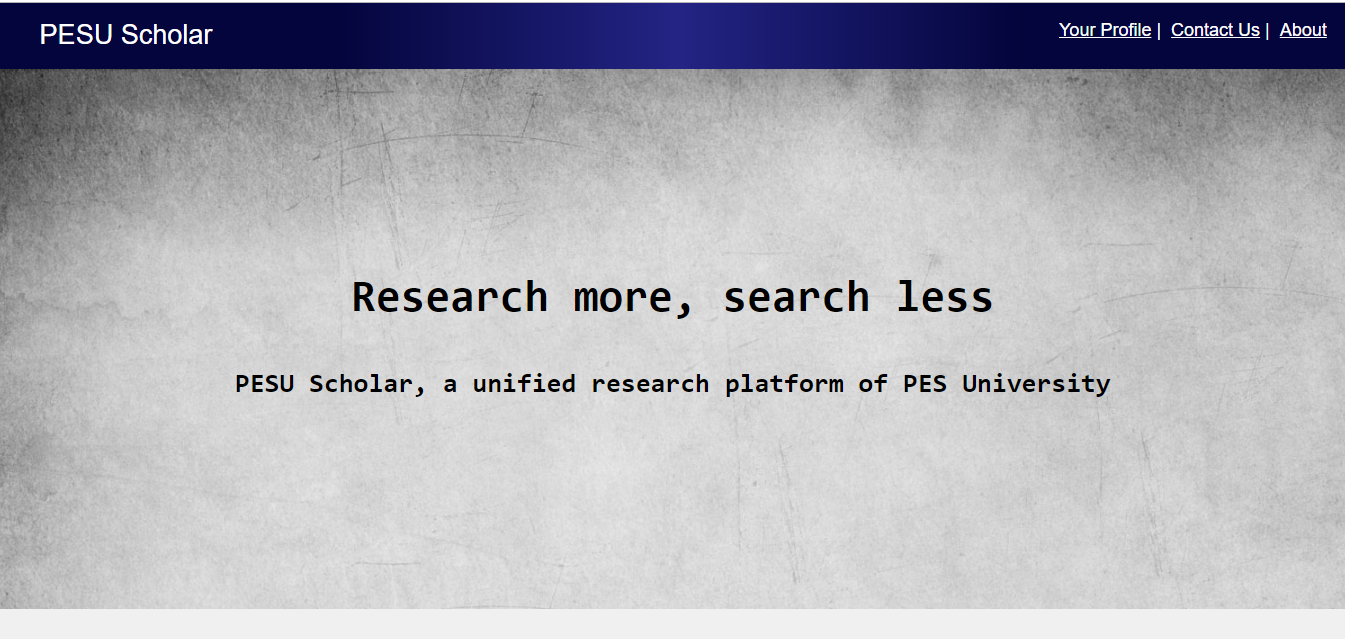 PESU Scholar
Your Profile | Contact Us | About
Research more, search less
PESU Scholar, a unified research platform of PES University